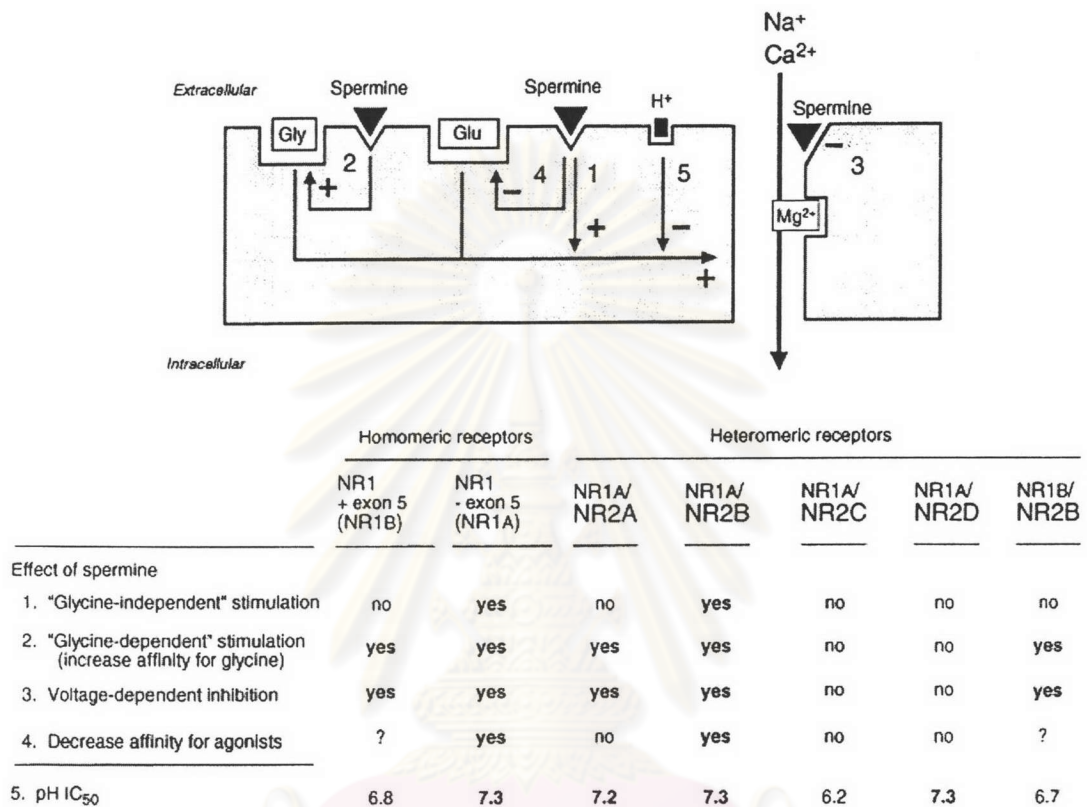 Na⁺
Ca²⁺
Extracellular
Spermine
Spermine
H⁺
Spermine
Gly
Glu
2
4
1
5
3
+
−
+
−
−
+
Mg²⁺
Intracellular
Homomeric receptors
Heteromeric receptors
NR1 + exon 5 (NR1B)
NR1 - exon 5 (NR1A)
NR1A/ NR2A
NR1A/ NR2B
NR1A/ NR2C
NR1A/ NR2D
NR1B/ NR2B
Effect of spermine
1. "Glycine-independent" stimulation no yes no yes no no no
2. "Glycine-dependent" stimulation
(increase affinity for glycine) yes yes yes yes no no yes
3. Voltage-dependent inhibition yes yes yes yes no no yes
4. Decrease affinity for agonists ? yes no yes no no ?
5. pH IC₅₀ 6.8 7.3 7.2 7.3 6.2 7.3 6.7